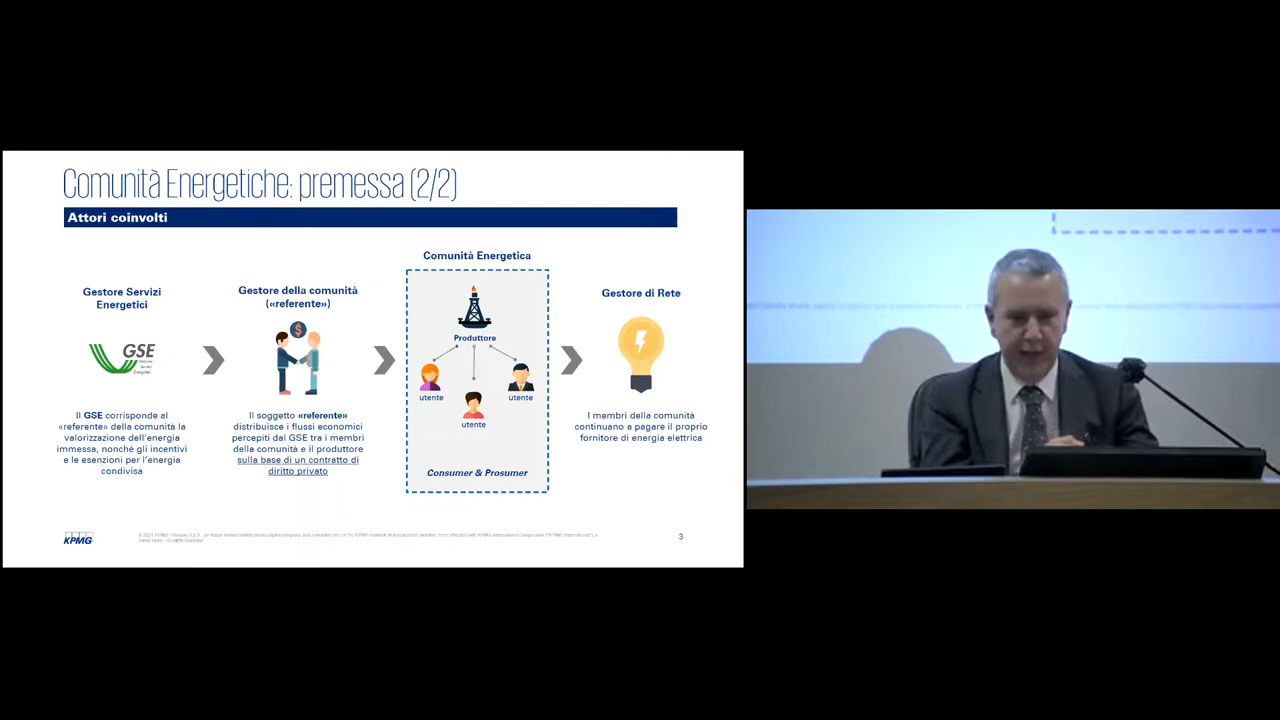 Comunità Energetiche: premessa (2/2)
Attori coinvolti
Gestore Servizi
Energetici
GSE
Gestore
Servizi
Energetici
Il GSE corrisponde al
«referente» della comunità la
valorizzazione dell'energia
immessa, nonché gli incentivi
e le esenzioni per l'energia
condivisa
Gestore della comunità
(«referente»)
$
Il soggetto «referente»
distribuisce i flussi economici
percepiti dal GSE tra i membri
della comunità e il produttore
sulla base di un contratto di
diritto privato
Comunità Energetica
Produttore
utente
utente
utente
Consumer & Prosumer
Gestore di Rete
I membri della comunità
continuano a pagare il proprio
fornitore di energia elettrica
KPMG
3